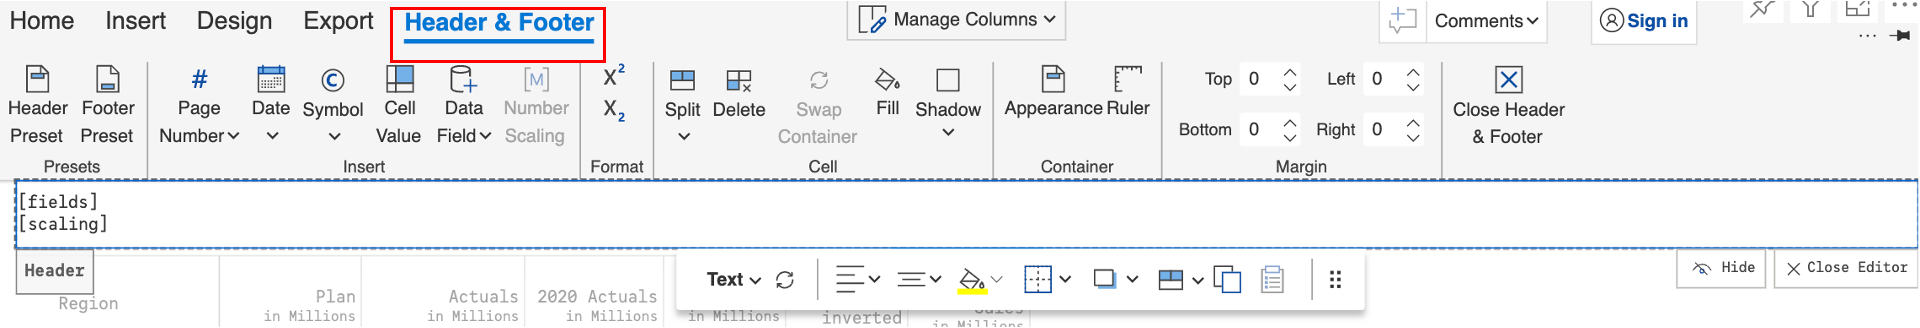 Home Insert Design Export Header & Footer Manage Columns Comments Sign in
Header Preset
Footer Preset
Presets
# Page Number
Date
Symbol
Cell Value
Data Field
[M] Number Scaling
Insert
X²
X₂
Format
Split
Delete
Swap Container
Fill
Shadow
Cell
Appearance
Ruler
Container
Top 0 Left 0
Bottom 0 Right 0
Margin
Close Header & Footer
[fields]
[scaling]
Header
Text
Hide Close Editor
Region
Plan in Millions
Actuals in Millions
2020 Actuals in Millions
in Millions
inverted
in Millions